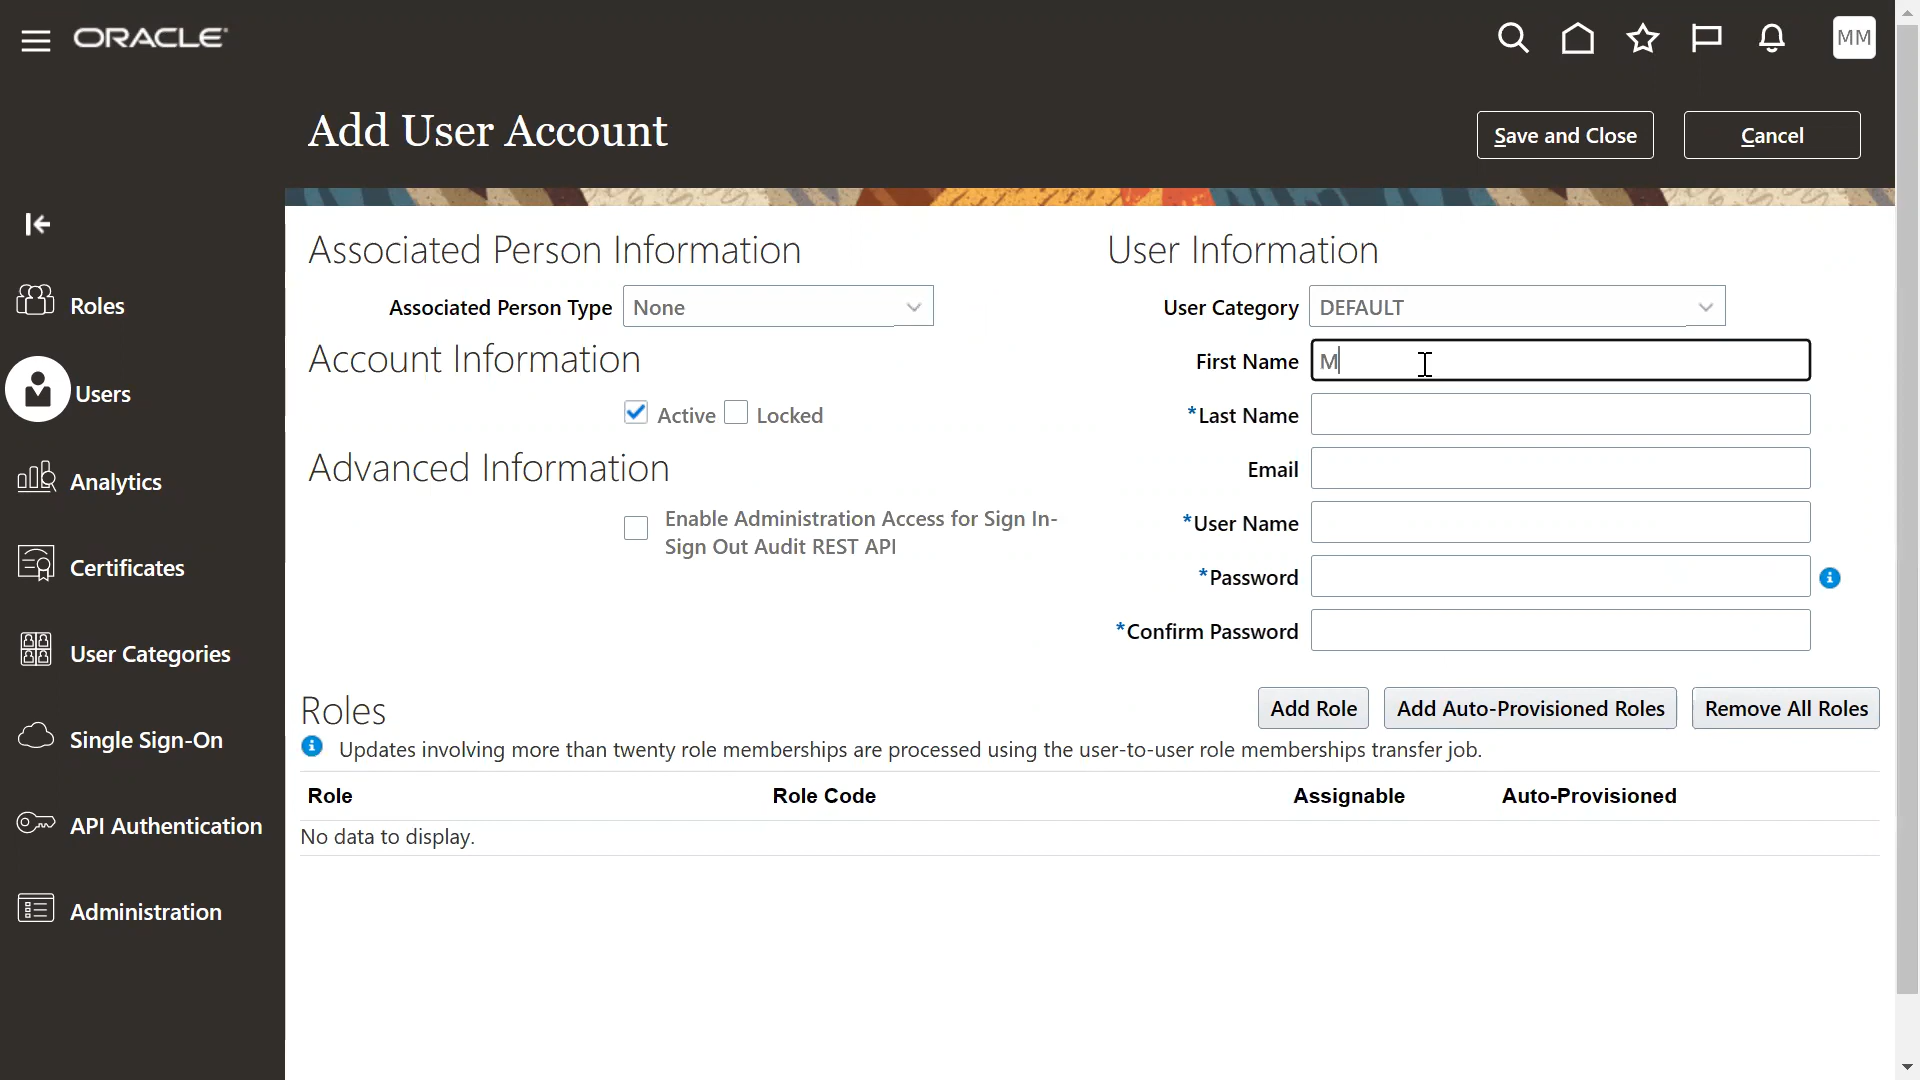 ORACLE
MM
Add User Account
Save and Close
Cancel
Roles
Users
Analytics
Certificates
User Categories
Single Sign-On
API Authentication
Administration
Associated Person Information
Associated Person Type None
Account Information
Active Locked
Advanced Information
Enable Administration Access for Sign In-
Sign Out Audit REST API
User Information
User Category DEFAULT
First Name M
*Last Name
Email
*User Name
*Password
*Confirm Password
Roles
Add Role Add Auto-Provisioned Roles Remove All Roles
Updates involving more than twenty role memberships are processed using the user-to-user role memberships transfer job.
Role Role Code Assignable Auto-Provisioned
No data to display.